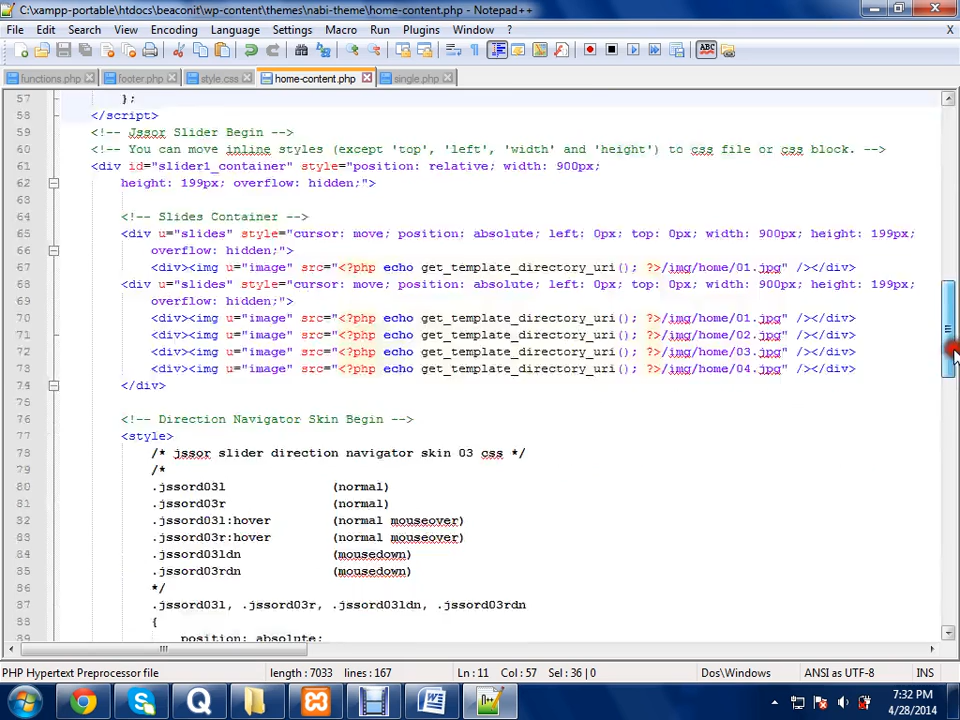 C:\xampp-portable\htdocs\beaconit\wp-content\themes\nabi-theme\home-content.php - Notepad++
File Edit Search View Encoding Language Settings Macro Run Plugins Window ? X
functions.php footer.php style.css home-content.php single.php
57 };
58 </script>
59 <!-- Jssor Slider Begin -->
60 <!-- You can move inline styles (except 'top', 'left', 'width' and 'height') to css file or css block. -->
61 <div id="slider1_container" style="position: relative; width: 900px;
62 height: 199px; overflow: hidden;">
63
64 <!-- Slides Container -->
65 <div u="slides" style="cursor: move; position: absolute; left: 0px; top: 0px; width: 900px; height: 199px;
66 overflow: hidden;">
67 <div><img u="image" src="<?php echo get_template_directory_uri(); ?>/img/home/01.jpg" /></div>
68 <div u="slides" style="cursor: move; position: absolute; left: 0px; top: 0px; width: 900px; height: 199px;
69 overflow: hidden;">
70 <div><img u="image" src="<?php echo get_template_directory_uri(); ?>/img/home/01.jpg" /></div>
71 <div><img u="image" src="<?php echo get_template_directory_uri(); ?>/img/home/02.jpg" /></div>
72 <div><img u="image" src="<?php echo get_template_directory_uri(); ?>/img/home/03.jpg" /></div>
73 <div><img u="image" src="<?php echo get_template_directory_uri(); ?>/img/home/04.jpg" /></div>
74 </div>
75
76 <!-- Direction Navigator Skin Begin -->
77 <style>
78 /* jssor slider direction navigator skin 03 css */
79 /*
80 .jssord03l (normal)
81 .jssord03r (normal)
82 .jssord03l:hover (normal mouseover)
83 .jssord03r:hover (normal mouseover)
84 .jssord03ldn (mousedown)
85 .jssord03rdn (mousedown)
86 */
87 .jssord03l, .jssord03r, .jssord03ldn, .jssord03rdn
88 {
89 position: absolute;
PHP Hypertext Preprocessor file length : 7033 lines : 167 Ln : 11 Col : 57 Sel : 36 | 0 Dos\Windows ANSI as UTF-8 INS
7:32 PM
4/28/2014